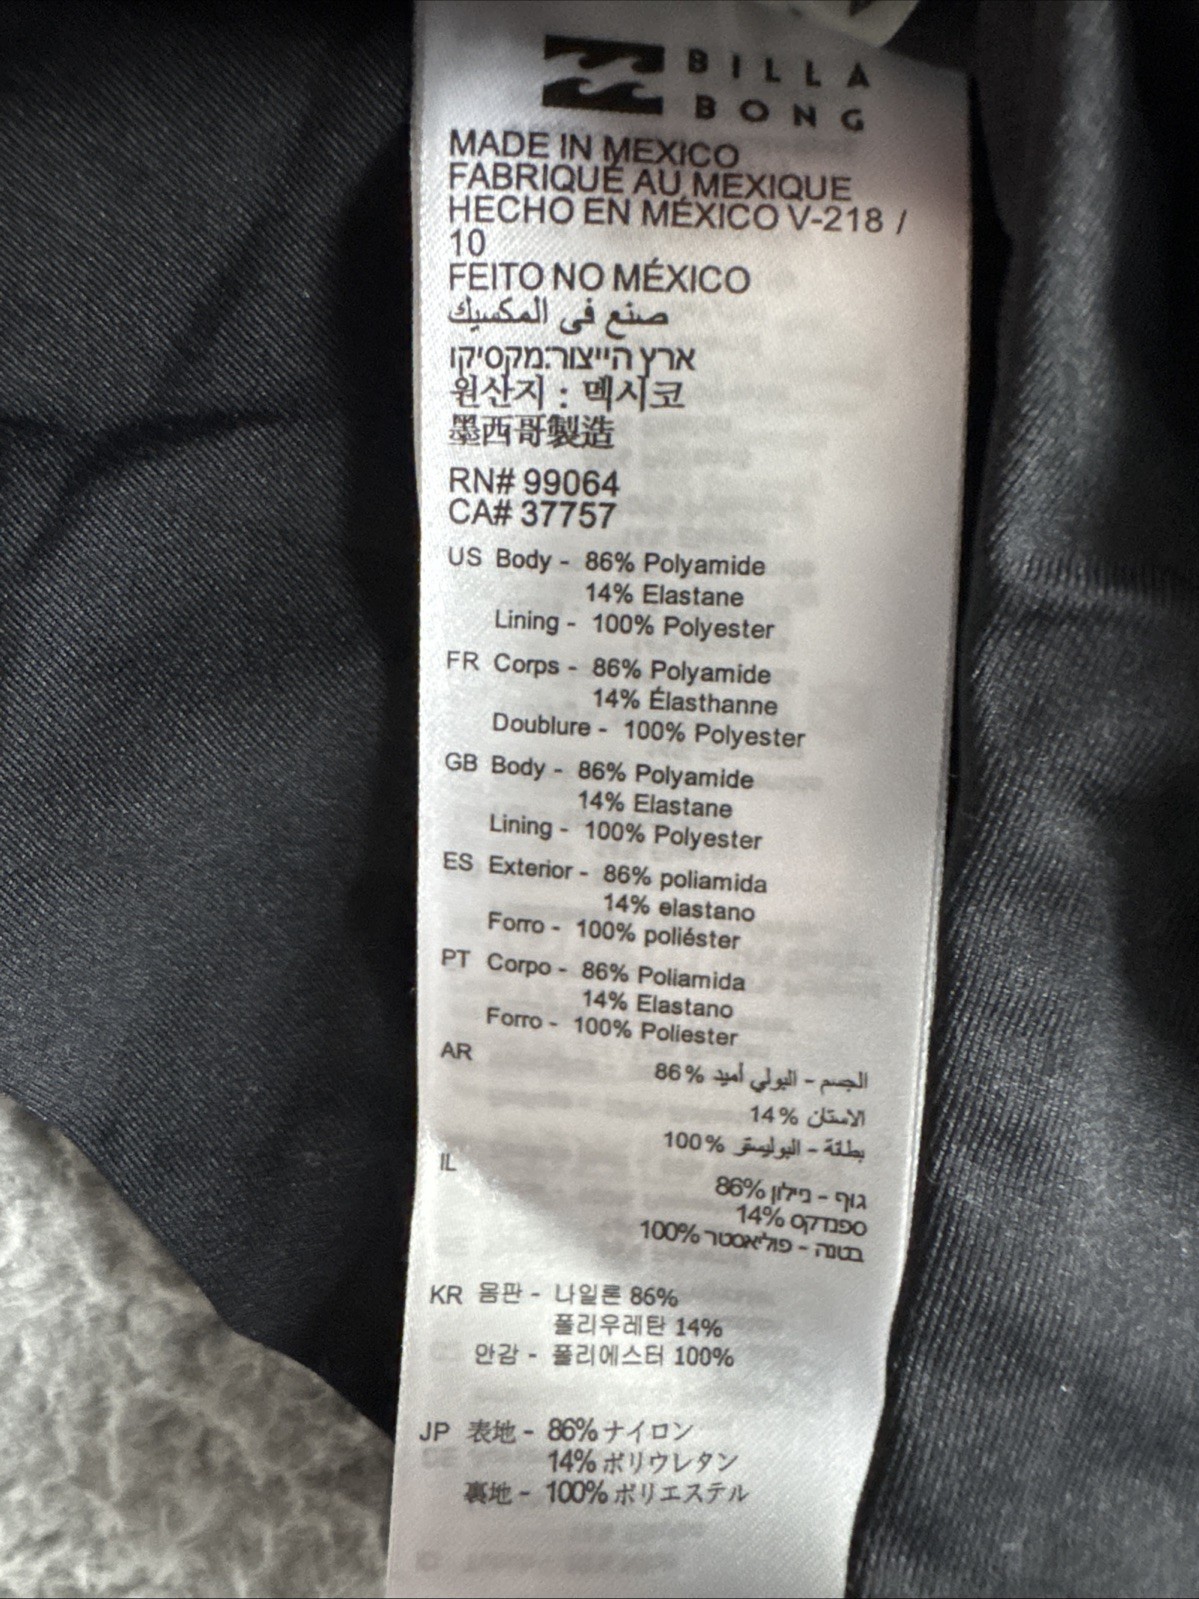 BILLA
BONG
MADE IN MEXICO
FABRIQUÉ AU MEXIQUE
HECHO EN MÉXICO V-218 /
10
FEITO NO MÉXICO
صنع في المكسيك
ארץ הייצור:מקסיקו
원산지 : 멕시코
墨西哥製造
RN# 99064
CA# 37757
US Body - 86% Polyamide
14% Elastane
Lining - 100% Polyester
FR Corps - 86% Polyamide
14% Élasthanne
Doublure - 100% Polyester
GB Body - 86% Polyamide
14% Elastane
Lining - 100% Polyester
ES Exterior - 86% poliamida
14% elastano
Forro - 100% poliéster
PT Corpo - 86% Poliamida
14% Elastano
Forro - 100% Poliester
AR
الجسم - البولي أميد %86
الاستان %14
بطانة - البوليستر %100
IL
גוף - נילון 86%
ספנדקס 14%
בטנה - פוליאסטר 100%
KR 몸판 - 나일론 86%
폴리우레탄 14%
안감 - 폴리에스터 100%
JP 表地 - 86% ナイロン
14% ポリウレタン
裏地 - 100% ポリエステル